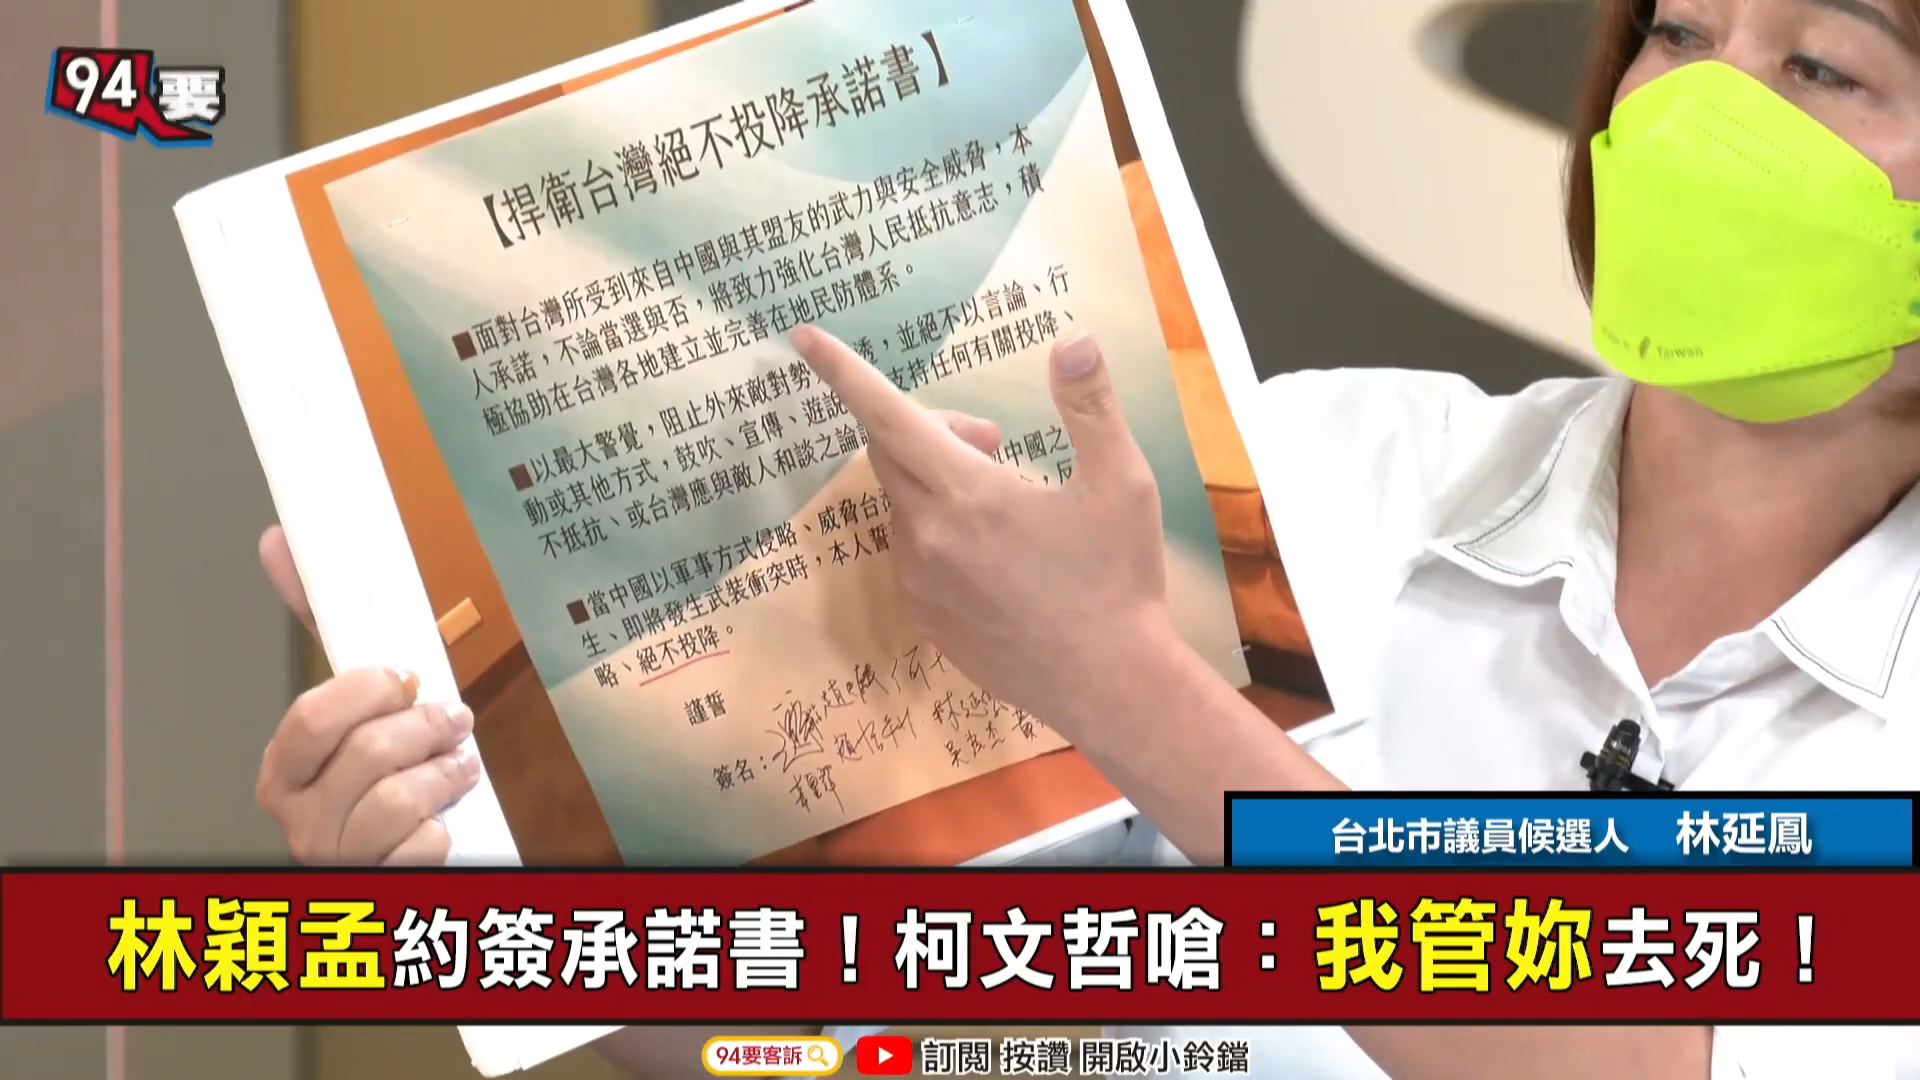 94要
【捍衛台灣絕不投降承諾書】
■面對台灣所受到來自中國與其盟友的武力與安全威脅，本
人承諾，不論當選與否，將致力強化台灣人民抵抗意志，積
極協助在台灣各地建立並完善在地民防體系。
■以最大警覺，阻止外來敵對勢 透，並絕不以言論、行
動或其他方式，鼓吹、宣傳、遊說 支持任何有關投降、
不抵抗、或台灣應與敵人和談之論
■當中國以軍事方式侵略、威脅台 中國之
生、即將發生武裝衝突時，本人誓 ，反
略、絕不投降。
謹誓
簽名：
made in Taiwan
台北市議員候選人 林延鳳
林穎孟約簽承諾書！柯文哲嗆：我管妳去死！
94要客訴 訂閱 按讚 開啟小鈴鐺